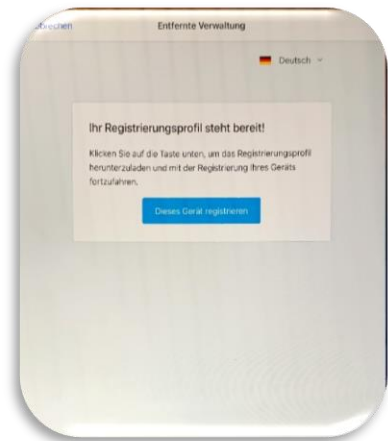 Abbrechen Entfernte Verwaltung
Deutsch
Ihr Registrierungsprofil steht bereit!
Klicken Sie auf die Taste unten, um das Registrierungsprofil
herunterzuladen und mit der Registrierung Ihres Geräts
fortzufahren.
Dieses Gerät registrieren